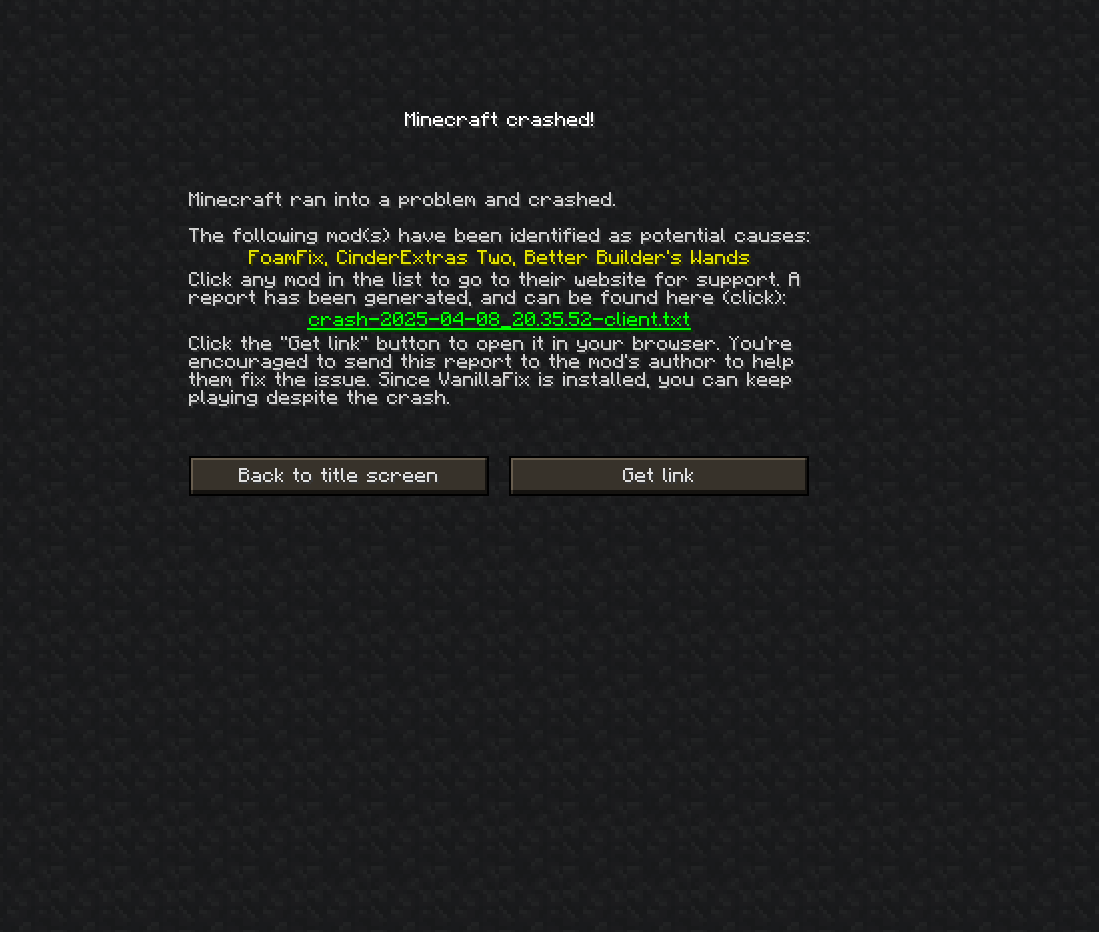 Minecraft crashed!
Minecraft ran into a problem and crashed.
The following mod(s) have been identified as potential causes:
FoamFix, CinderExtras Two, Better Builder's Wands
Click any mod in the list to go to their website for support. A
report has been generated, and can be found here (click):
crash-2025-04-08_20.35.52-client.txt
Click the "Get link" button to open it in your browser. You're
encouraged to send this report to the mod's author to help
them fix the issue. Since VanillaFix is installed, you can keep
playing despite the crash.
Back to title screen
Get link